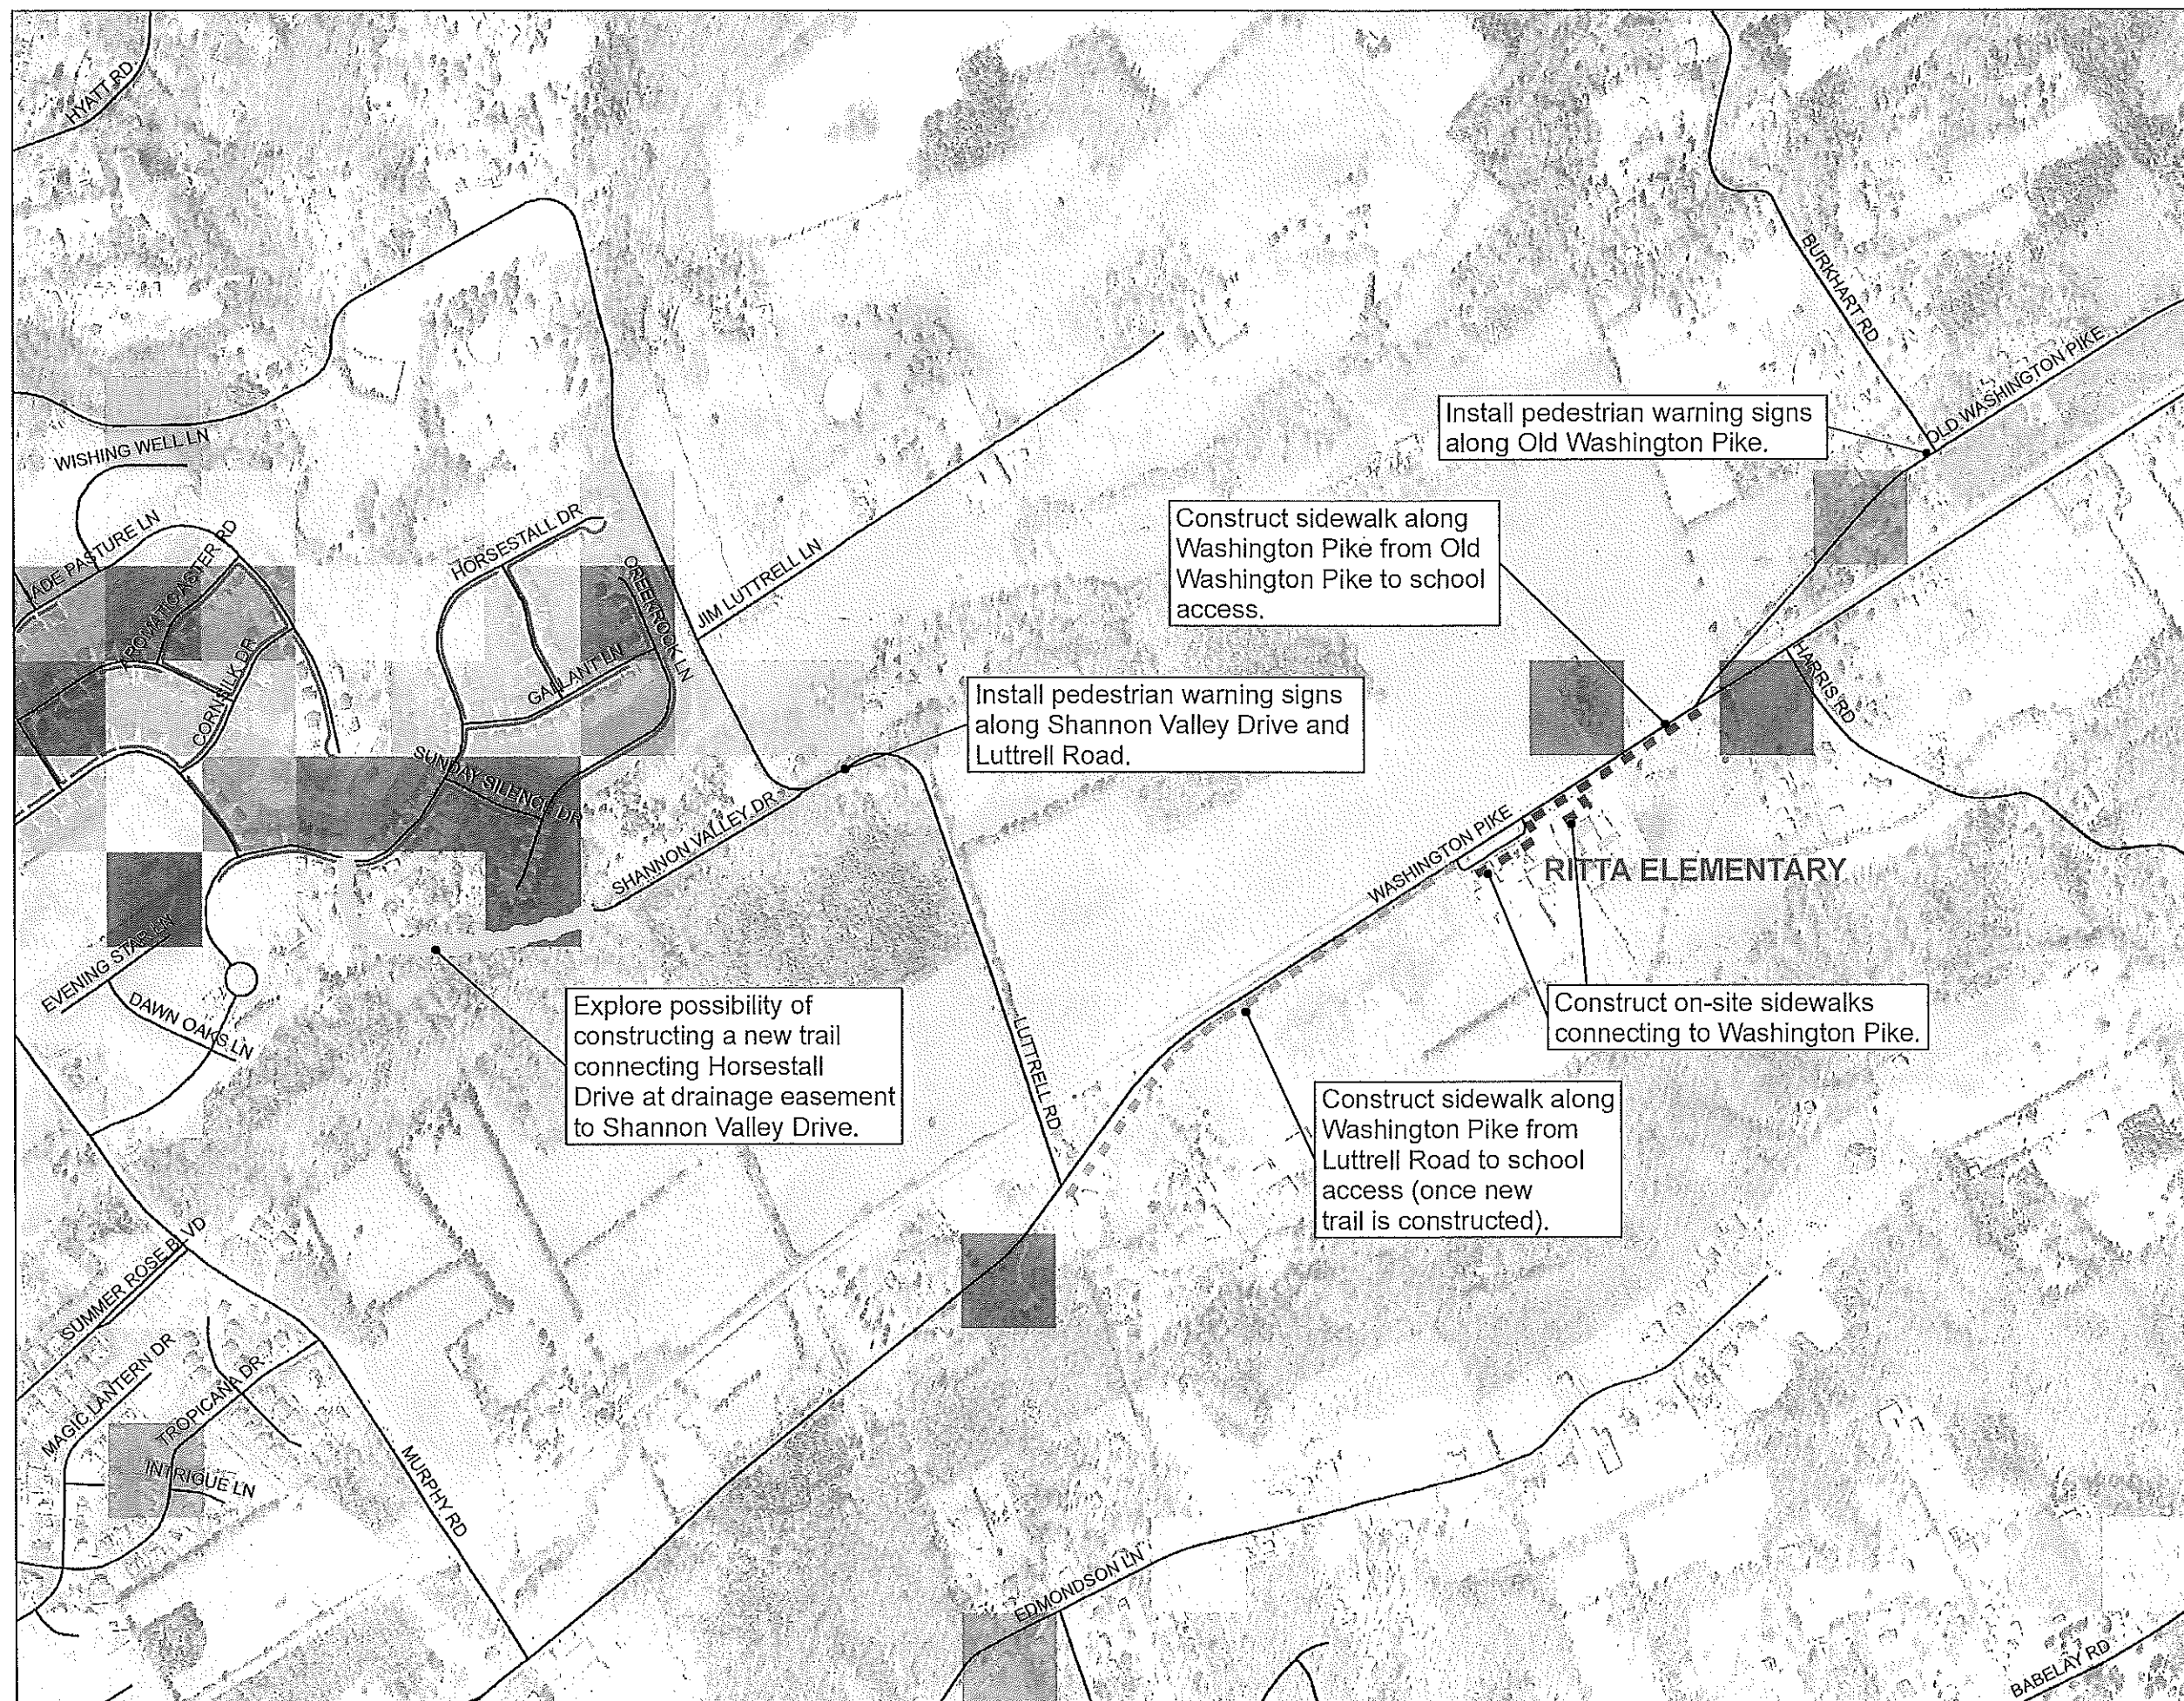 HYATT RD
BURKHART RD
OLD WASHINGTON PIKE
Install pedestrian warning signs
along Old Washington Pike.
WISHING WELL LN
JADE PASTURE LN
AROMATIC ASTER RD
HORSESTALL DR
CREEKROCK LN
JIM LUTTRELL LN
Construct sidewalk along
Washington Pike from Old
Washington Pike to school
access.
CORNSILK DR
GALLANT LN
HARRIS RD
Install pedestrian warning signs
along Shannon Valley Drive and
Luttrell Road.
SUNDAY SILENCE DR
SHANNON VALLEY DR
WASHINGTON PIKE
RITTA ELEMENTARY
EVENING STAR LN
DAWN OAKS LN
Explore possibility of
constructing a new trail
connecting Horsestall
Drive at drainage easement
to Shannon Valley Drive.
LUTTRELL RD
Construct on-site sidewalks
connecting to Washington Pike.
Construct sidewalk along
Washington Pike from
Luttrell Road to school
access (once new
trail is constructed).
SUMMER ROSE BLVD
MAGIC LANTERN DR
TROPICANA DR
INTRIGUE LN
MURPHY RD
EDMONDSON LN
BABELAY RD